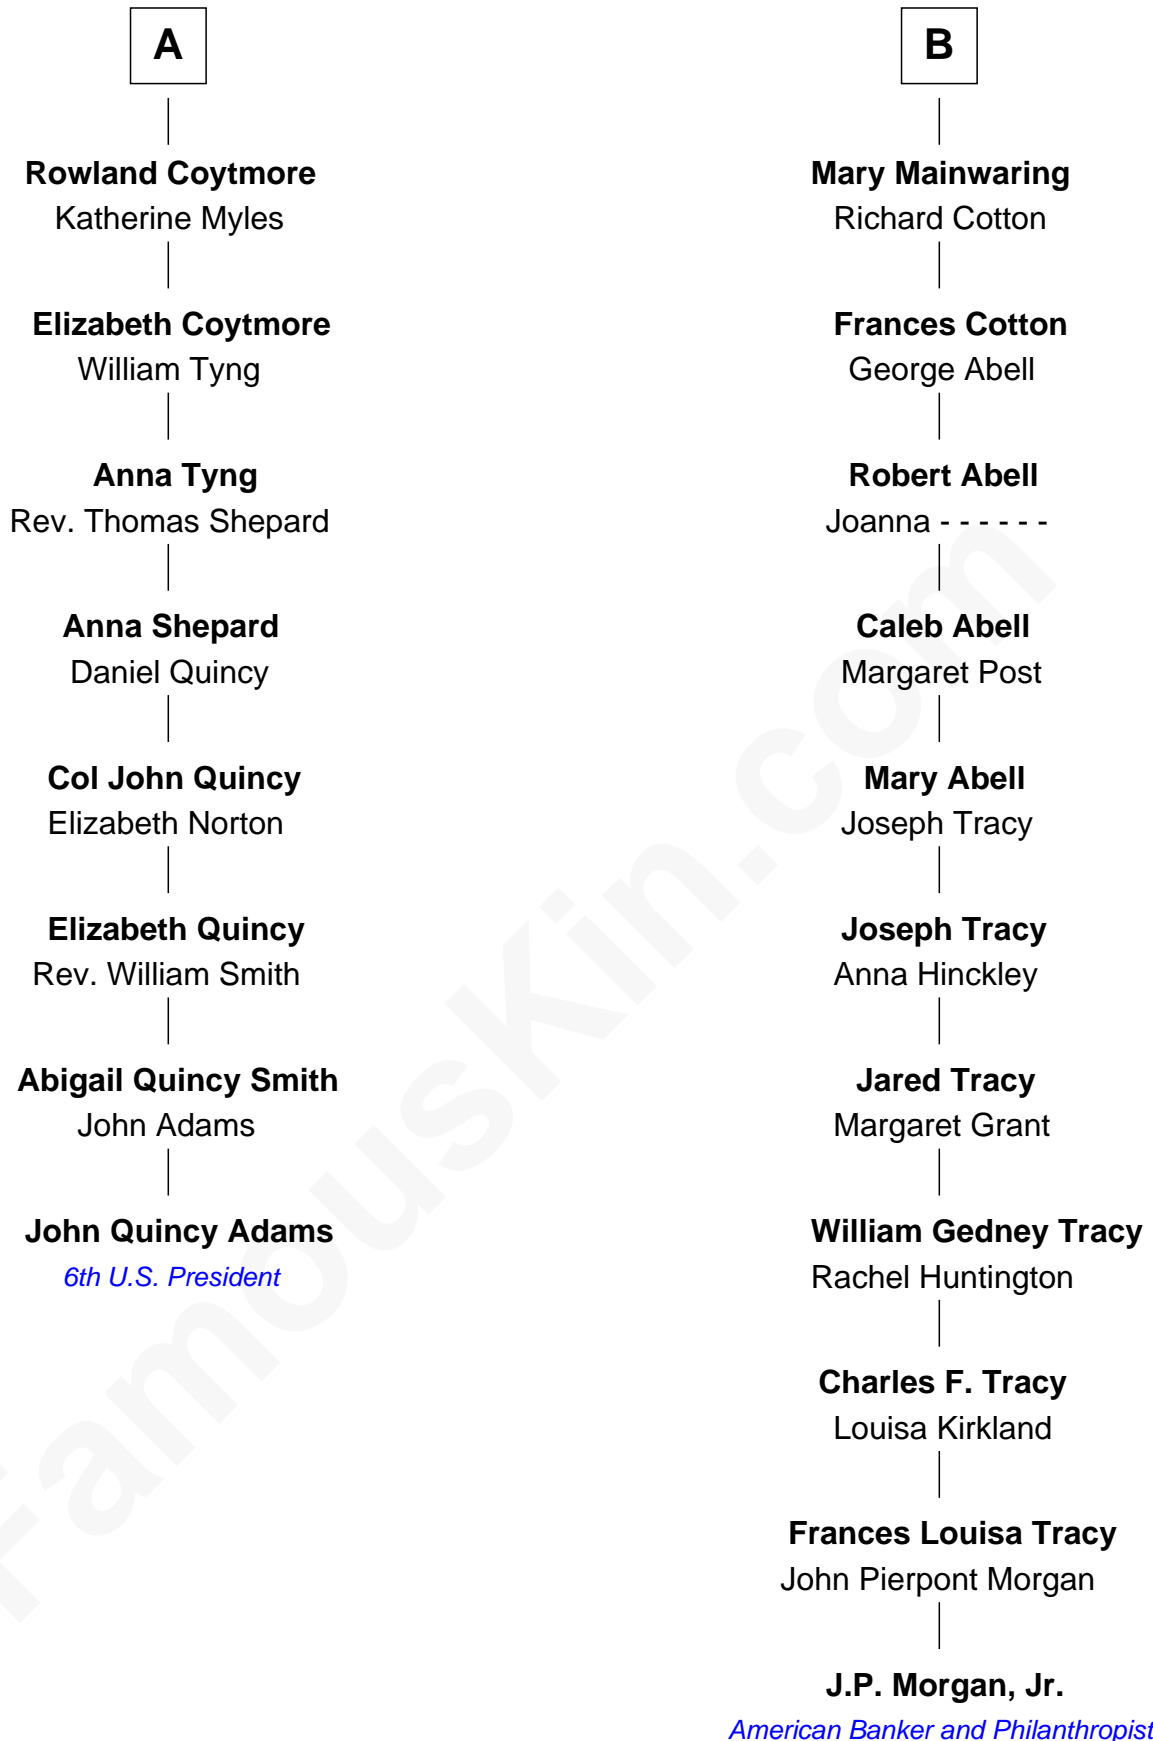 A
Rowland Coytmore
Katherine Myles
Elizabeth Coytmore
William Tyng
Anna Tyng
Rev. Thomas Shepard
Anna Shepard
Daniel Quincy
Col John Quincy
Elizabeth Norton
Elizabeth Quincy
Rev. William Smith
Abigail Quincy Smith
John Adams
John Quincy Adams
6th U.S. President
B
Mary Mainwaring
Richard Cotton
Frances Cotton
George Abell
Robert Abell
Joanna - - - - - -
Caleb Abell
Margaret Post
Mary Abell
Joseph Tracy
Joseph Tracy
Anna Hinckley
Jared Tracy
Margaret Grant
William Gedney Tracy
Rachel Huntington
Charles F. Tracy
Louisa Kirkland
Frances Louisa Tracy
John Pierpont Morgan
J.P. Morgan, Jr.
American Banker and Philanthropist
FamousKin.com